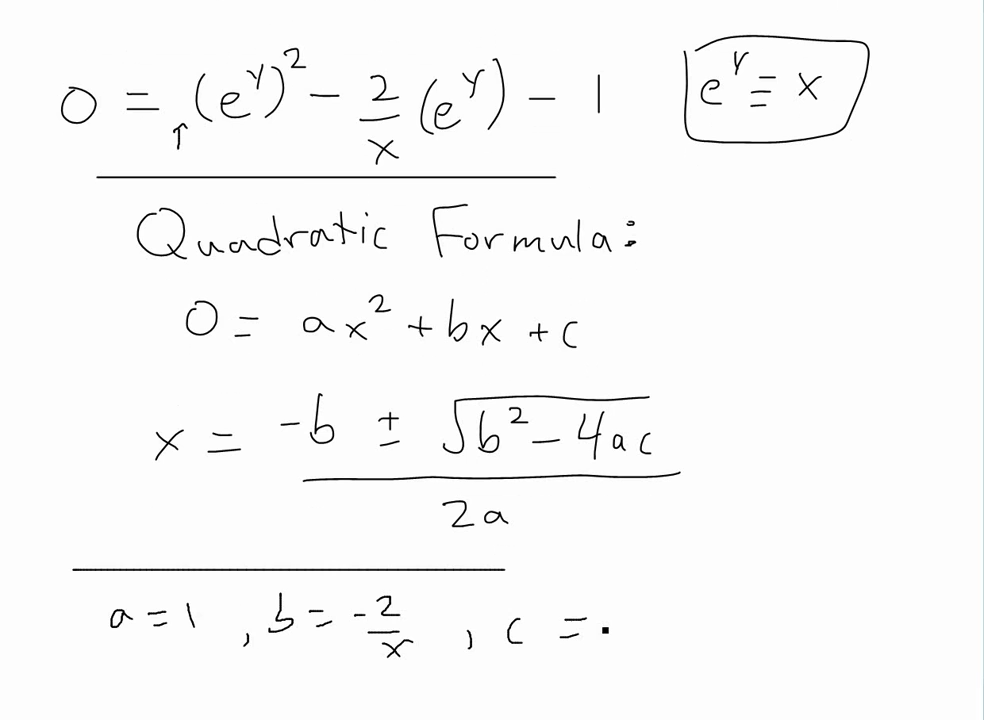 0 = (e^y)^2 - 2/x (e^y) - 1
↑
e^y ≡ x
Quadratic Formula:
0 = ax^2 + bx + c
x = (-b ± √(b^2 - 4ac)) / 2a
a = 1, b = -2/x, c = .